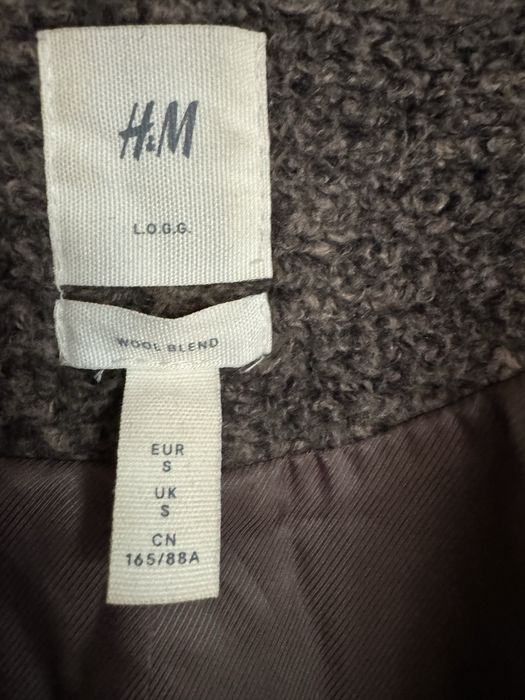 H&M
L.O.G.G.
WOOL BLEND
EUR
S
UK
S
CN
165/88A